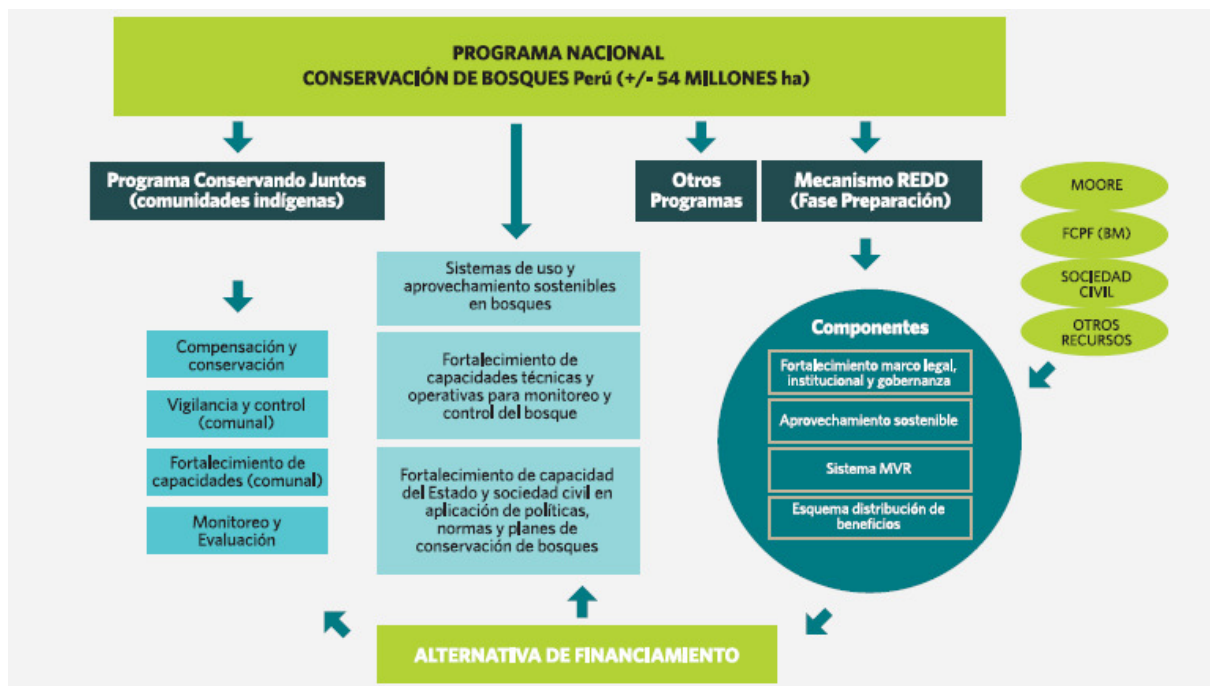 PROGRAMA NACIONAL
CONSERVACIÓN DE BOSQUES Perú (+/- 54 MILLONES ha)
Programa Conservando Juntos
(comunidades indígenas)
Otros
Programas
Mecanismo REDD
(Fase Preparación)
MOORE
FCPF (BM)
SOCIEDAD
CIVIL
OTROS
RECURSOS
Compensación y
conservación
Vigilancia y control
(comunal)
Fortalecimiento de
capacidades (comunal)
Monitoreo y
Evaluación
Sistemas de uso y
aprovechamiento sostenibles
en bosques
Fortalecimiento de
capacidades técnicas y
operativas para monitoreo y
control del bosque
Fortalecimiento de capacidad
del Estado y sociedad civil en
aplicación de políticas,
normas y planes de
conservación de bosques
Componentes
Fortalecimiento marco legal,
institucional y gobernanza
Aprovechamiento sostenible
Sistema MVR
Esquema distribución de
beneficios
ALTERNATIVA DE FINANCIAMIENTO